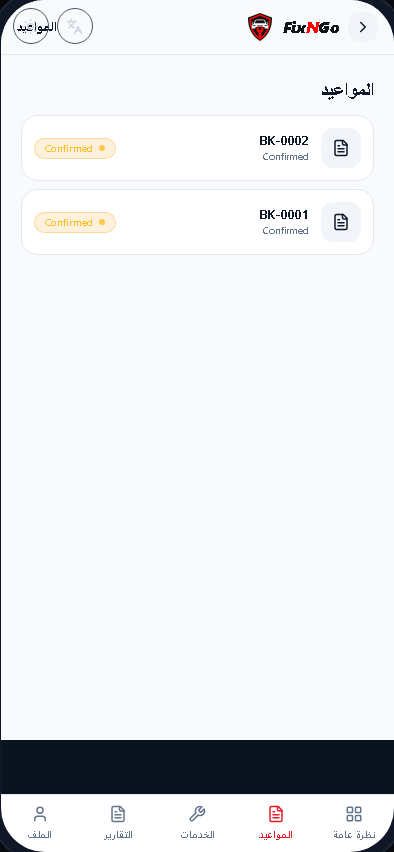 FixNGo
المواعيد
المواعيد
BK-0002
Confirmed
Confirmed
BK-0001
Confirmed
Confirmed
نظرة عامة
المواعيد
الخدمات
التقارير
الملف